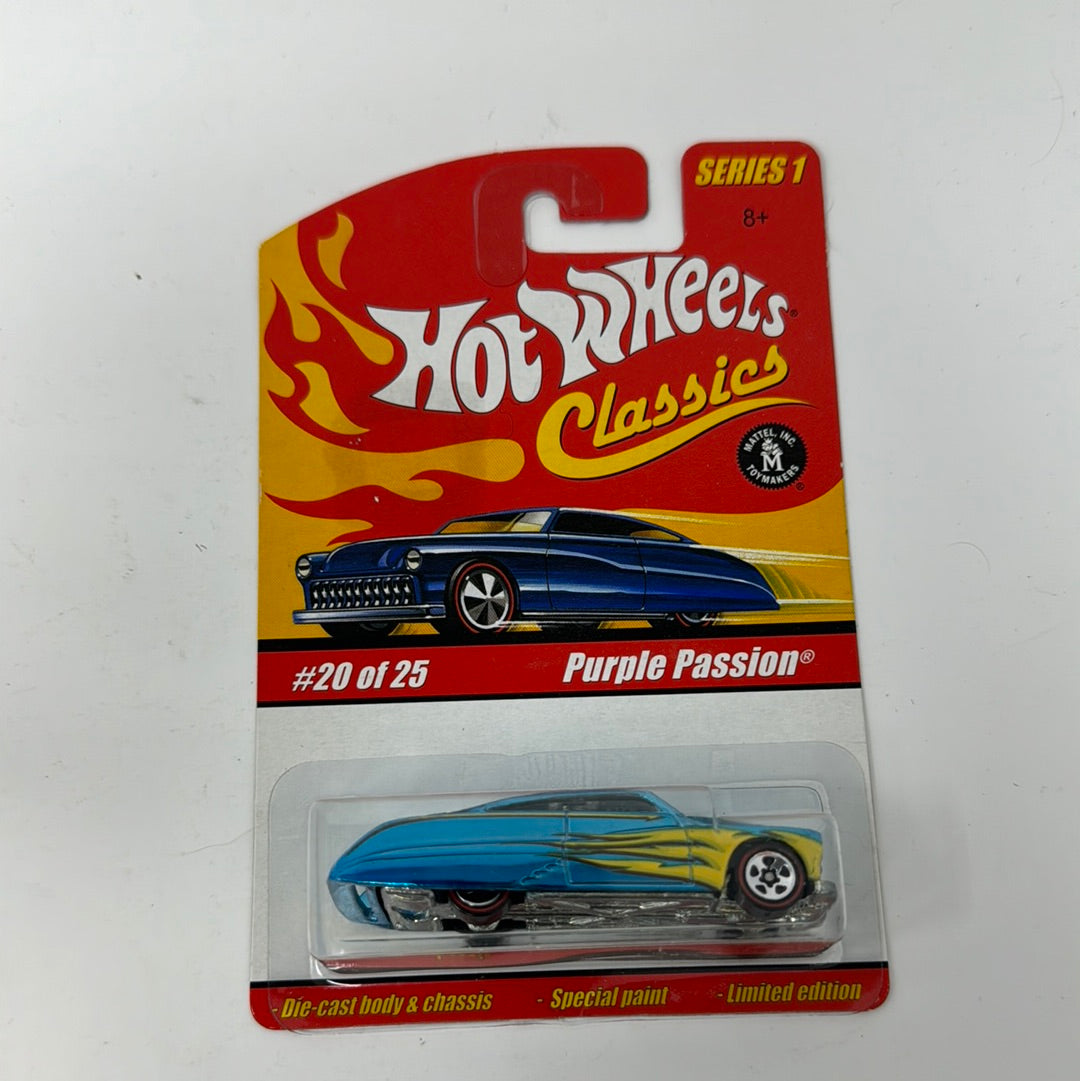 SERIES 1
8+
HOT WHEELS®
Classics
MATTEL, INC.
M
TOYMAKERS
®
#20 of 25
Purple Passion®
- Die-cast body & chassis
- Special paint
- Limited edition